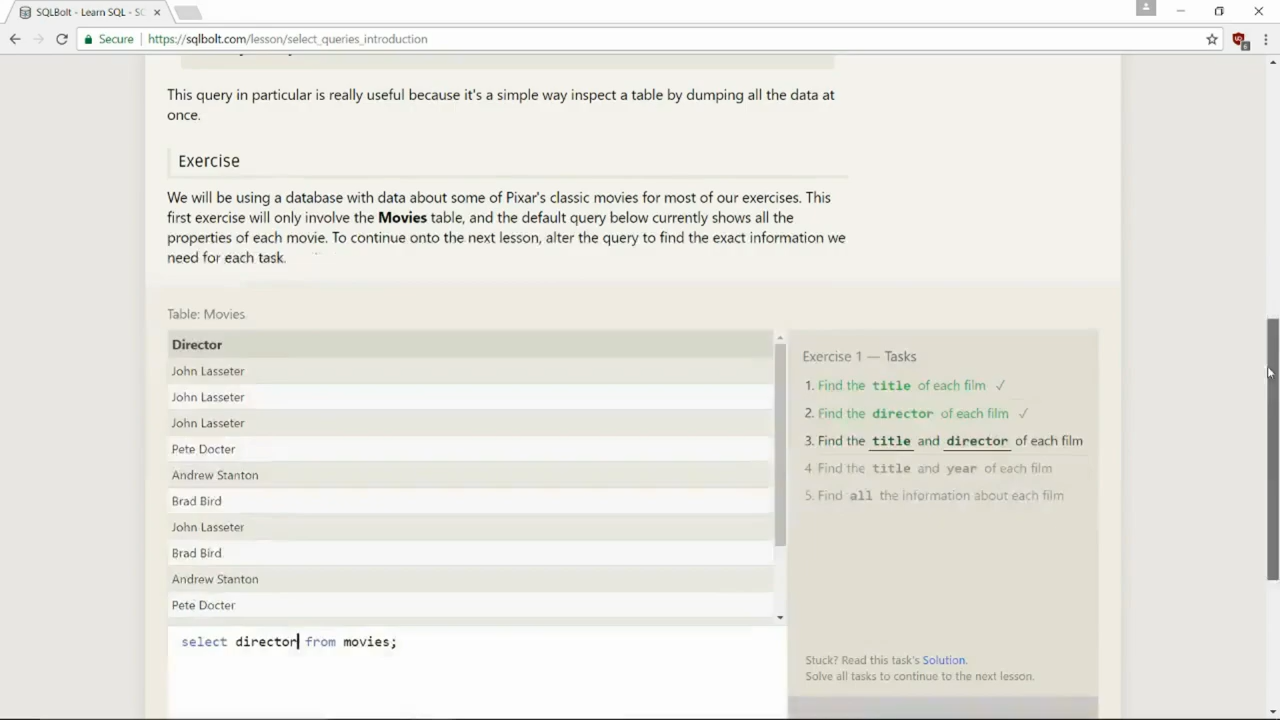 SQLBolt - Learn SQL - SC
Secure
https://sqlbolt.com/lesson/select_queries_introduction
This query in particular is really useful because it's a simple way inspect a table by dumping all the data at
once.
Exercise
We will be using a database with data about some of Pixar's classic movies for most of our exercises. This
first exercise will only involve the Movies table, and the default query below currently shows all the
properties of each movie. To continue onto the next lesson, alter the query to find the exact information we
need for each task.
Table: Movies
Director
John Lasseter
John Lasseter
John Lasseter
Pete Docter
Andrew Stanton
Brad Bird
John Lasseter
Brad Bird
Andrew Stanton
Pete Docter
select director from movies;
Exercise 1 — Tasks
1. Find the title of each film ✓
2. Find the director of each film ✓
3. Find the title and director of each film
4 Find the title and year of each film
5. Find all the information about each film
Stuck? Read this task's Solution.
Solve all tasks to continue to the next lesson.